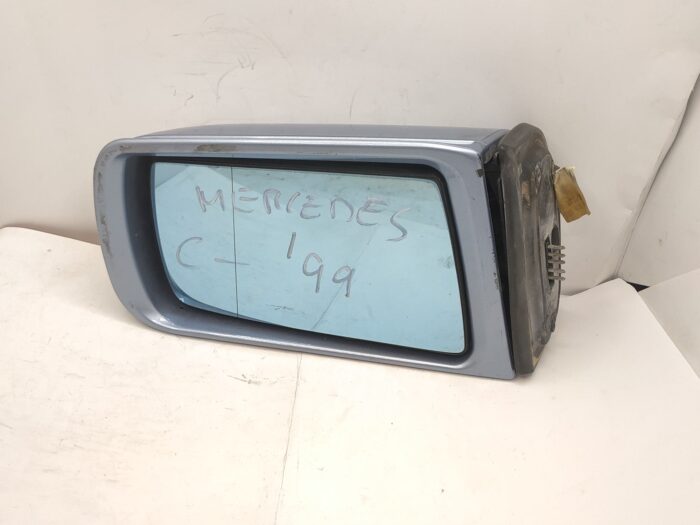 MERCEDES
C- '99